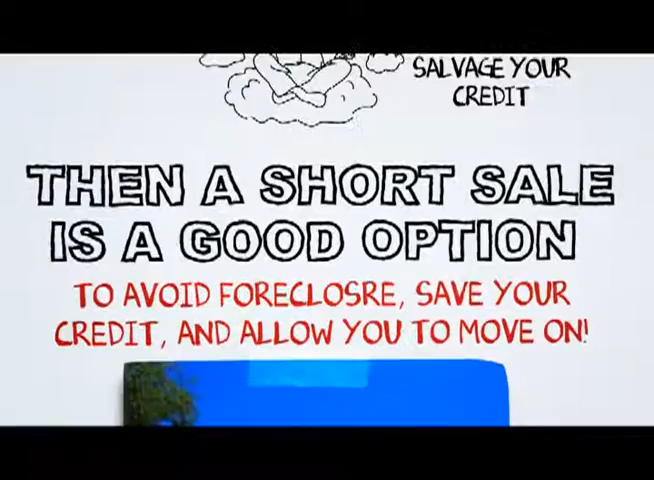 SALVAGE YOUR
CREDIT
THEN A SHORT SALE
IS A GOOD OPTION
TO AVOID FORECLOSRE, SAVE YOUR
CREDIT, AND ALLOW YOU TO MOVE ON!